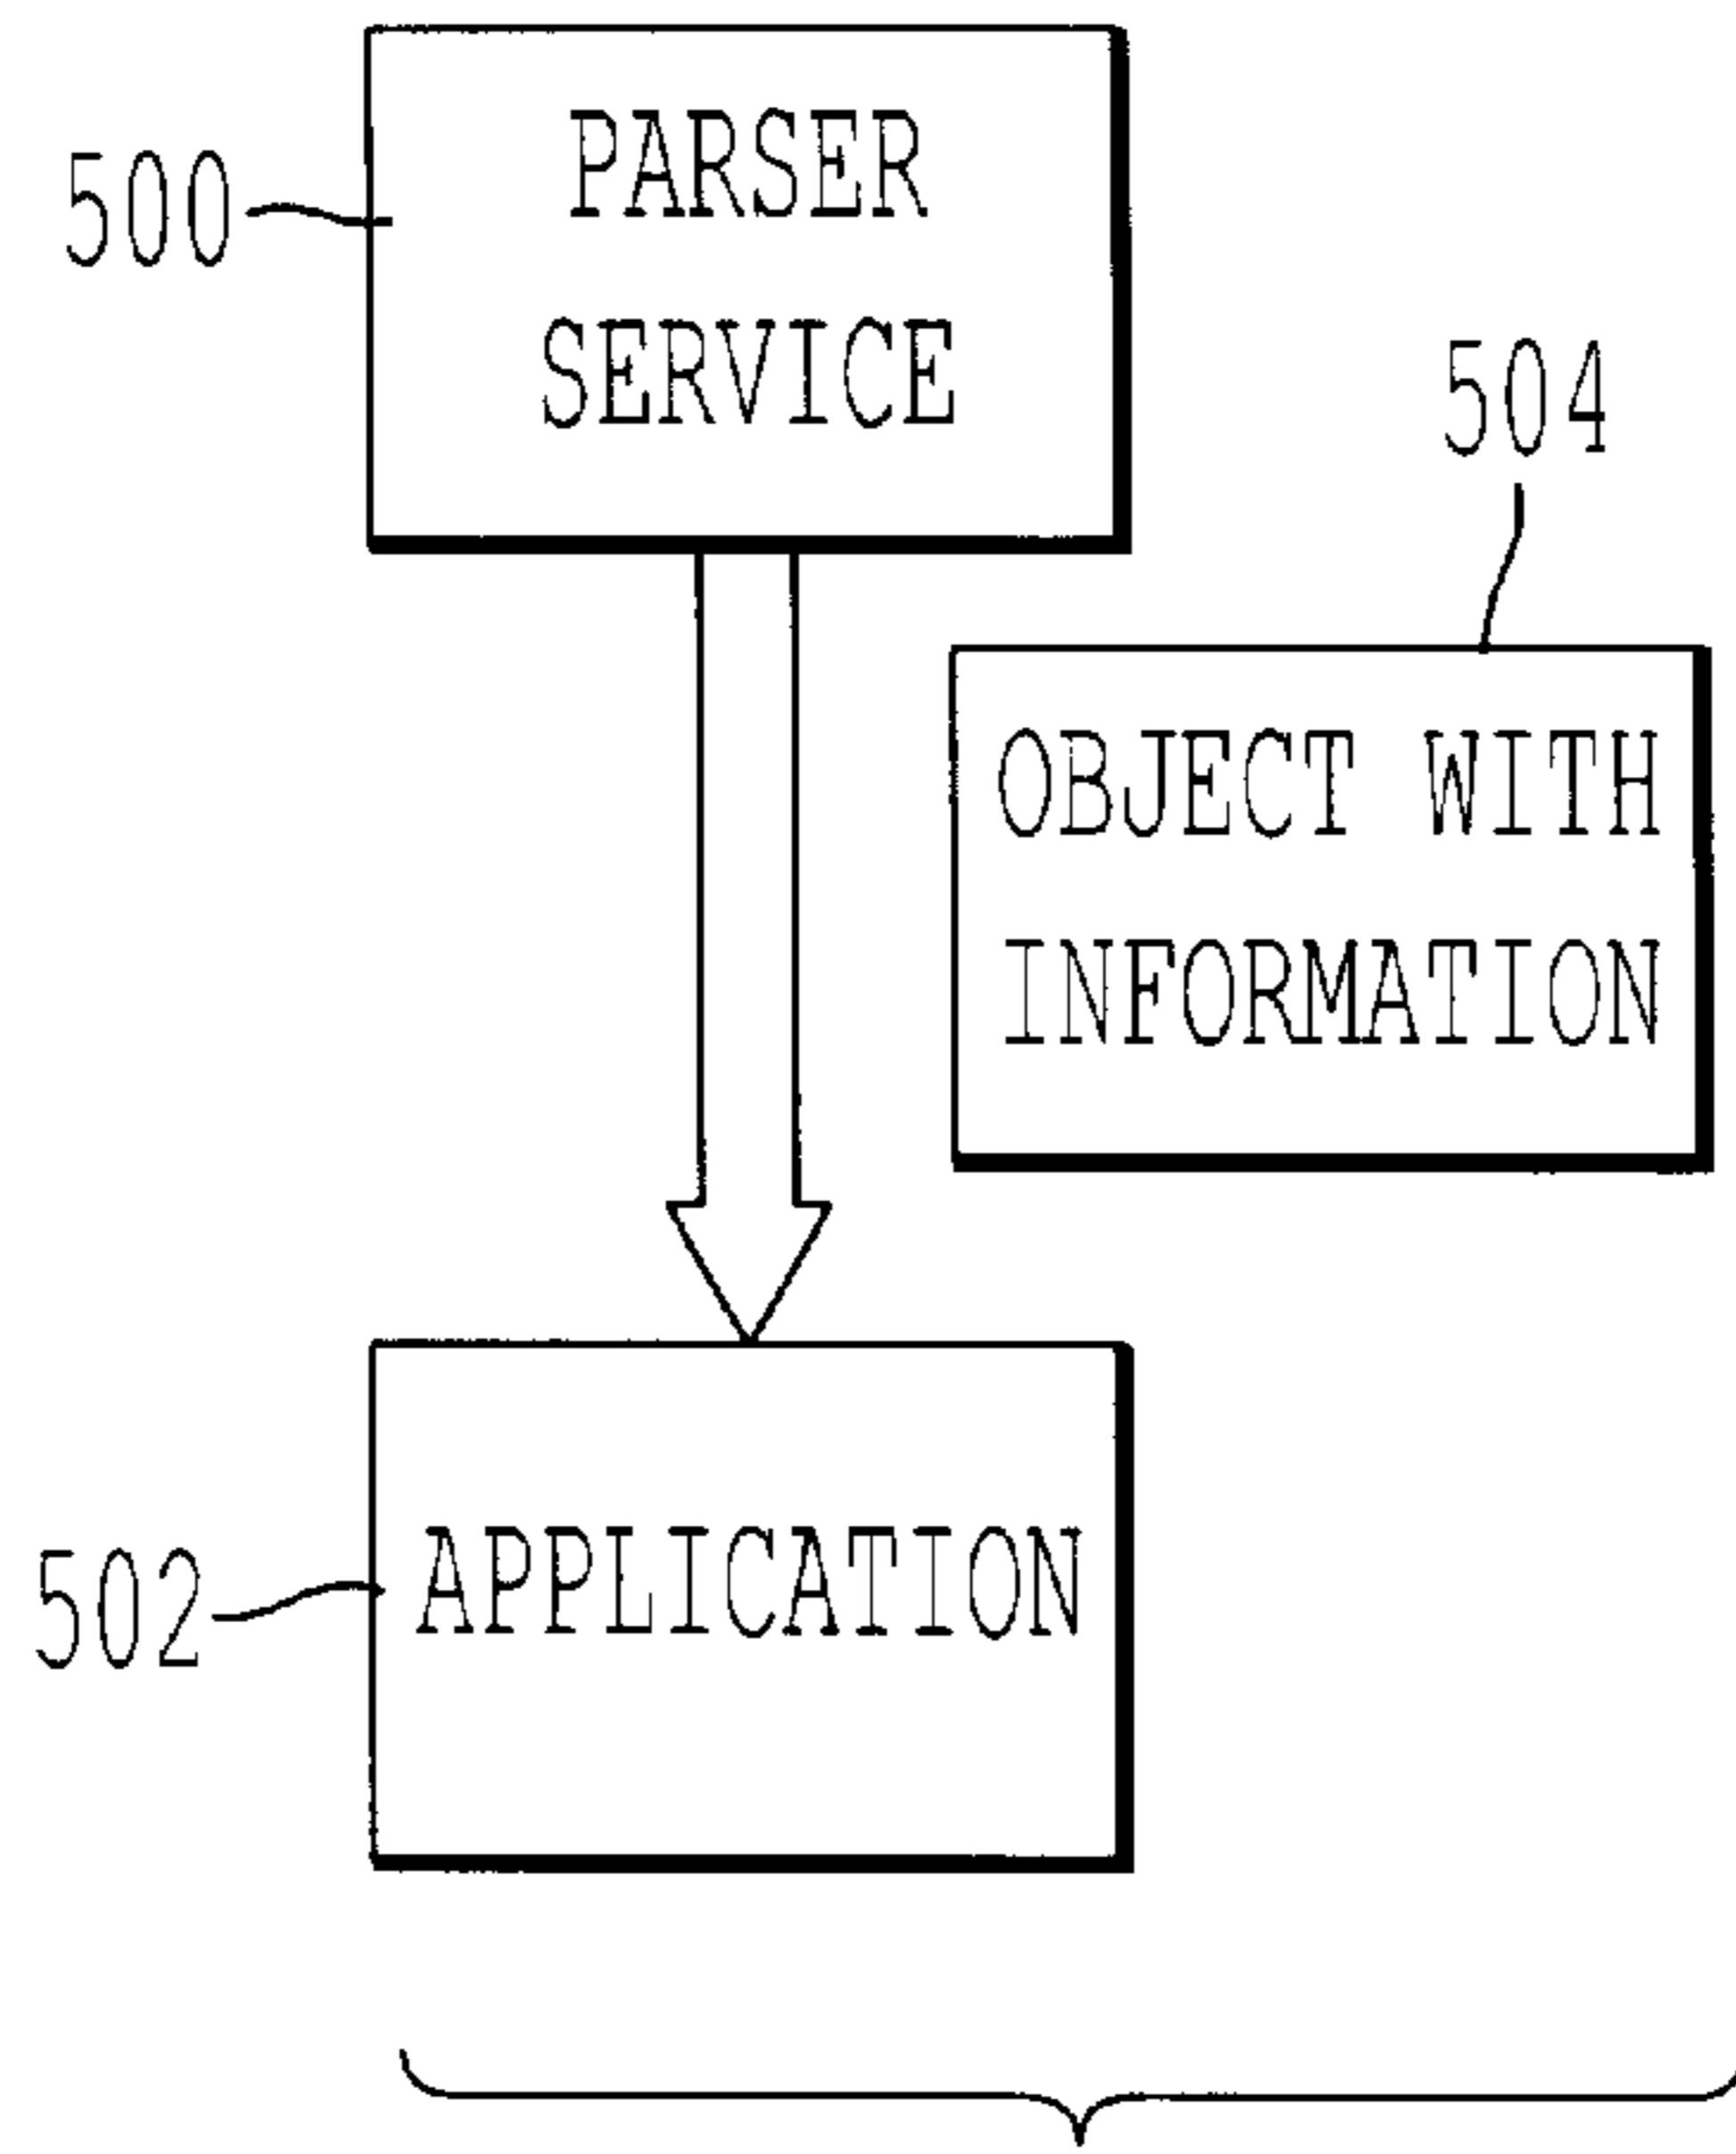 PARSER
SERVICE
500
504
OBJECT WITH
INFORMATION
APPLICATION
502